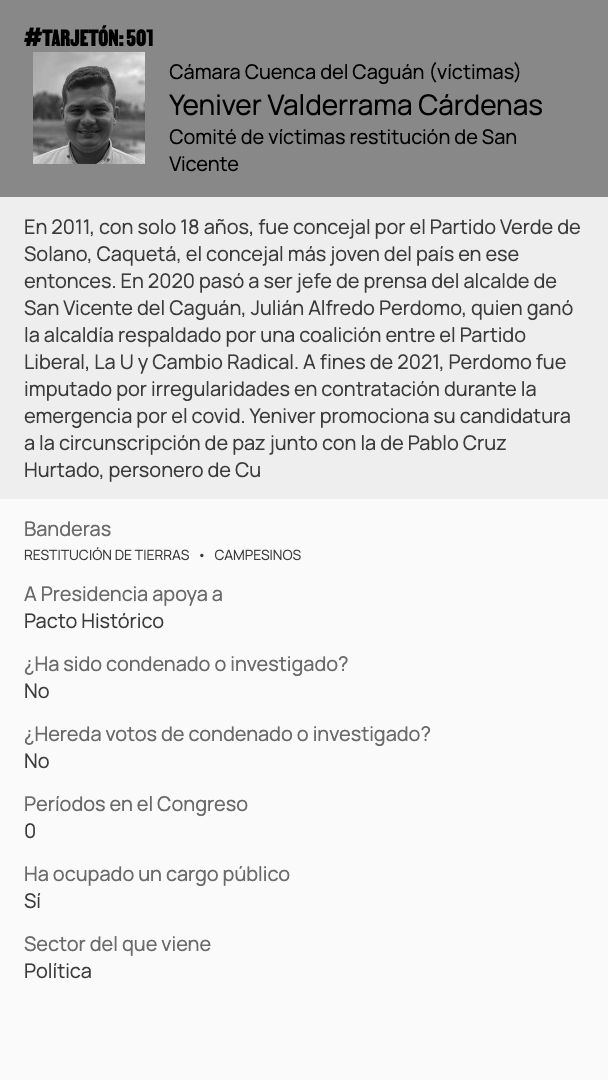 #TARJETÓN: 501
Cámara Cuenca del Caguán (víctimas)
Yeniver Valderrama Cárdenas
Comité de víctimas restitución de San
Vicente
En 2011, con solo 18 años, fue concejal por el Partido Verde de
Solano, Caquetá, el concejal más joven del país en ese
entonces. En 2020 pasó a ser jefe de prensa del alcalde de
San Vicente del Caguán, Julián Alfredo Perdomo, quien ganó
la alcaldía respaldado por una coalición entre el Partido
Liberal, La U y Cambio Radical. A fines de 2021, Perdomo fue
imputado por irregularidades en contratación durante la
emergencia por el covid. Yeniver promociona su candidatura
a la circunscripción de paz junto con la de Pablo Cruz
Hurtado, personero de Cu
Banderas
RESTITUCIÓN DE TIERRAS • CAMPESINOS
A Presidencia apoya a
Pacto Histórico
¿Ha sido condenado o investigado?
No
¿Hereda votos de condenado o investigado?
No
Períodos en el Congreso
0
Ha ocupado un cargo público
Sí
Sector del que viene
Política